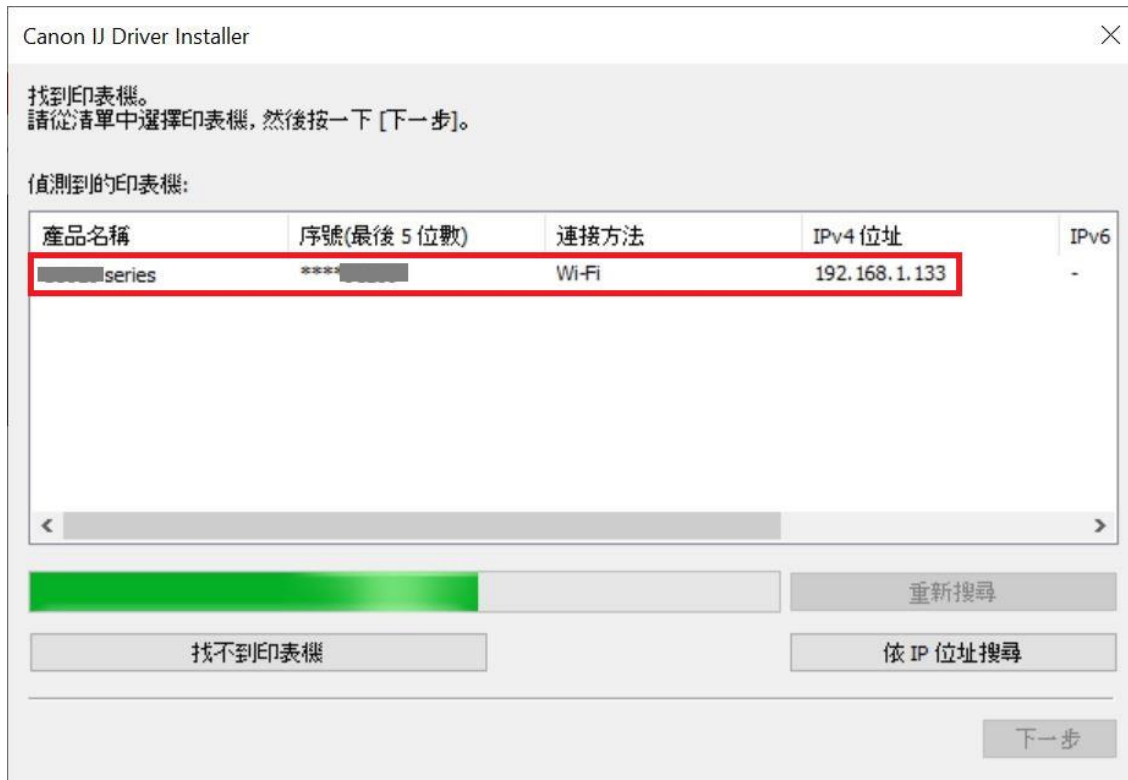 Canon IJ Driver Installer
找到印表機。
請從清單中選擇印表機, 然後按一下 [下一步]。
偵測到的印表機:
產品名稱 序號(最後 5 位數) 連接方法 IPv4 位址 IPv6
series **** Wi-Fi 192.168.1.133 -
重新搜尋
找不到印表機 依 IP 位址搜尋
下一步